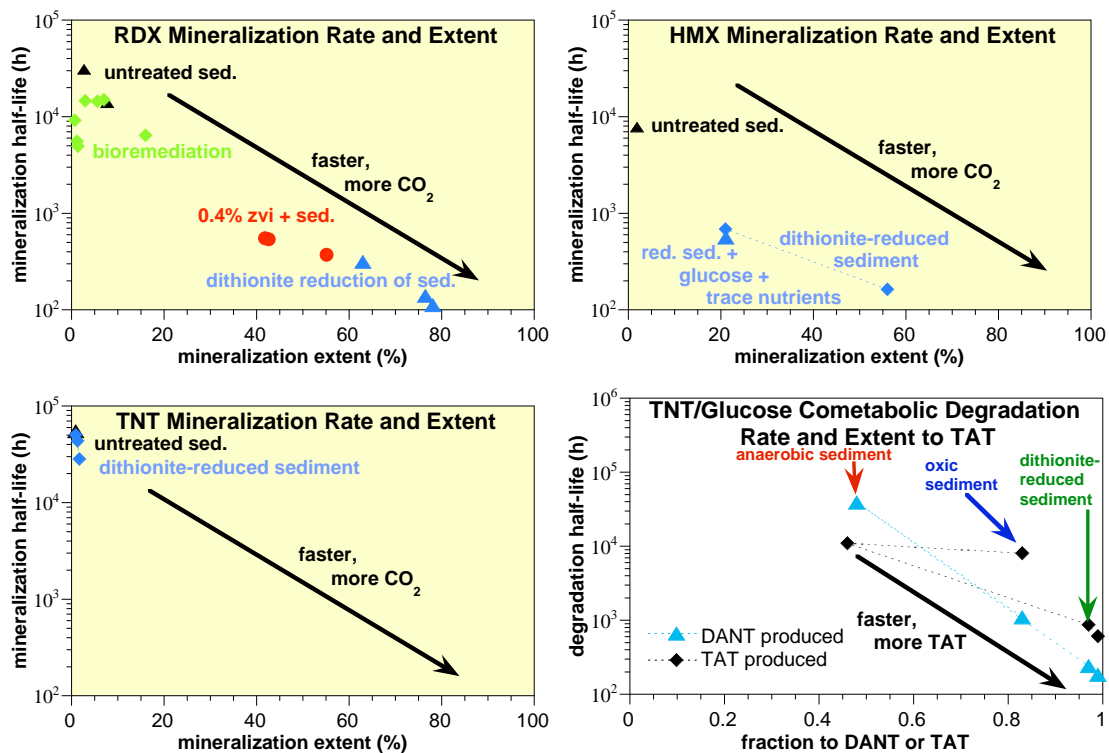 RDX Mineralization Rate and Extent
mineralization half-life (h)
10^5
10^4
10^3
10^2
untreated sed.
bioremediation
faster,
more CO_2
0.4% zvi + sed.
dithionite reduction of sed.
0 20 40 60 80 100
mineralization extent (%)
HMX Mineralization Rate and Extent
mineralization half-life (h)
10^5
10^4
10^3
10^2
untreated sed.
faster,
more CO_2
dithionite-reduced
sediment
red. sed. +
glucose +
trace nutrients
0 20 40 60 80 100
mineralization extent (%)
TNT Mineralization Rate and Extent
mineralization half-life (h)
10^5
10^4
10^3
10^2
untreated sed.
dithionite-reduced sediment
faster,
more CO_2
0 20 40 60 80 100
mineralization extent (%)
TNT/Glucose Cometabolic Degradation
Rate and Extent to TAT
degradation half-life (h)
10^6
10^5
10^4
10^3
10^2
anaerobic sediment
oxic
sediment
dithionite-
reduced
sediment
faster,
more TAT
DANT produced
TAT produced
0 0.2 0.4 0.6 0.8 1
fraction to DANT or TAT